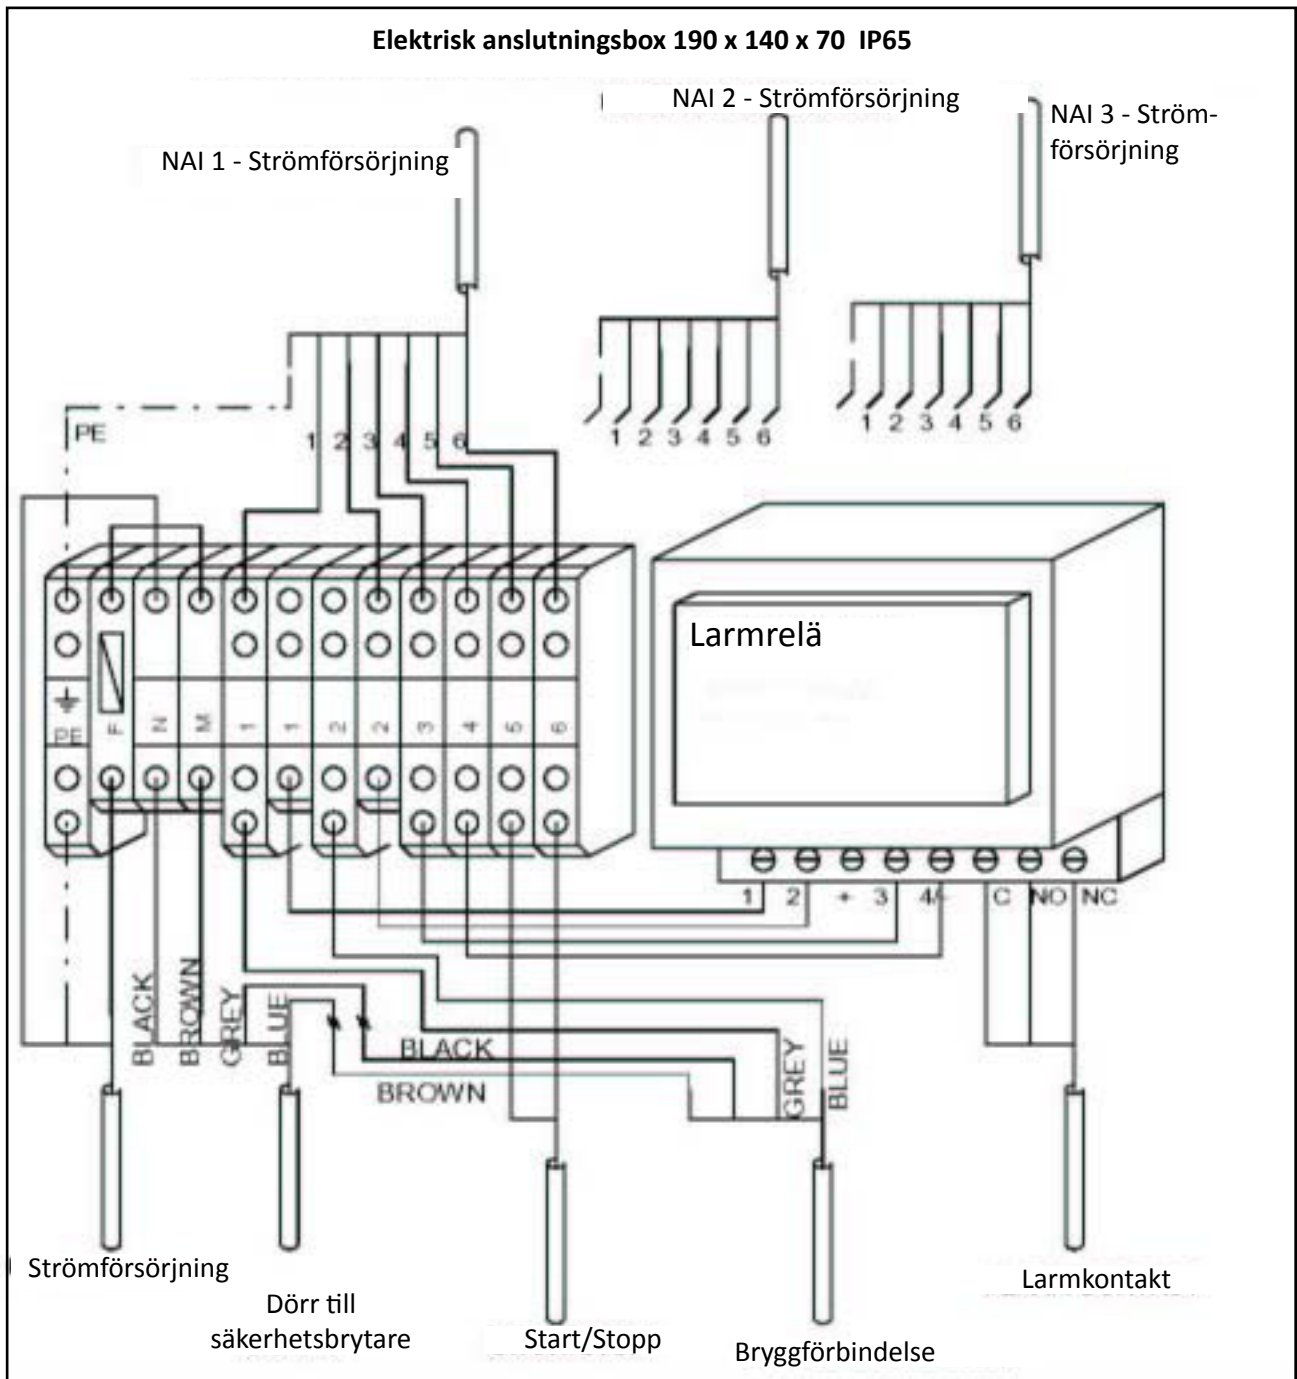 Elektrisk anslutningsbox 190 x 140 x 70 IP65
NAI 1 - Strömförsörjning
NAI 2 - Strömförsörjning
NAI 3 - Ström-
försörjning
PE
1 2 3 4 5 6
1 2 3 4 5 6
1 2 3 4 5 6
PE F N M 1 1 2 2 3 4 5 6
Larmrelä
1 2 + 3 4/- C NO NC
BLACK
BROWN
GREY
BLUE
BLACK
BROWN
GREY
BLUE
Strömförsörjning
Dörr till
säkerhetsbrytare
Start/Stopp
Bryggförbindelse
Larmkontakt